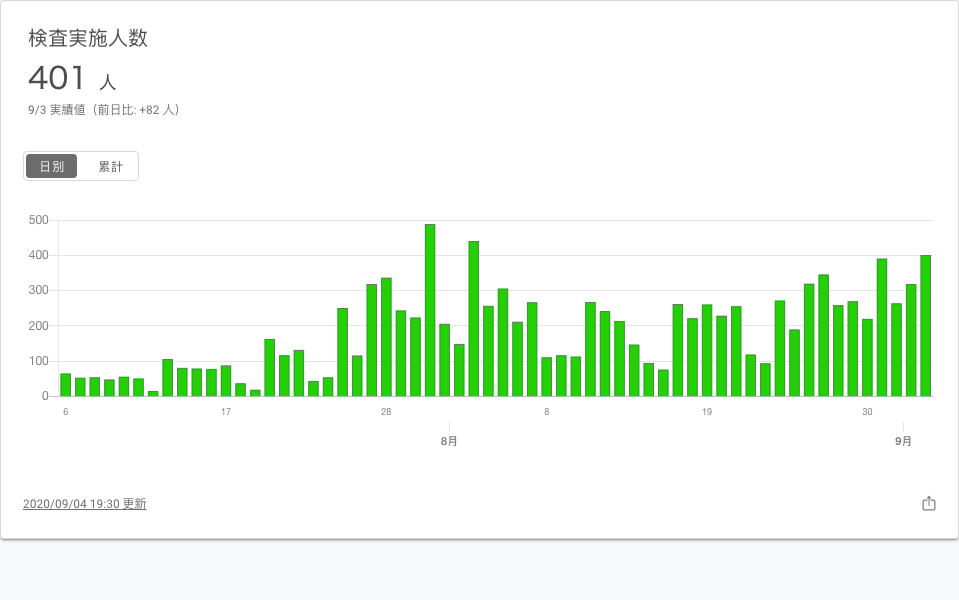 検査実施人数
401 人
9/3 実績値（前日比: +82 人）
日別 累計
500
400
300
200
100
0
6 17 28 8 19 30
8月 9月
2020/09/04 19:30 更新